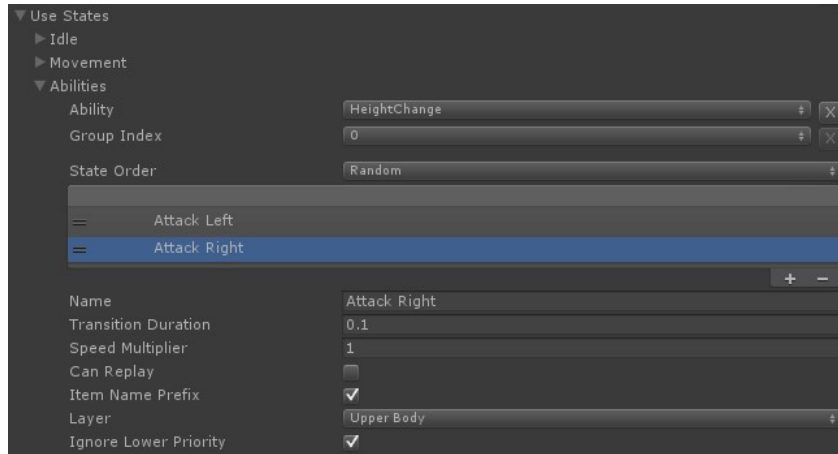 Use States
Idle
Movement
Abilities
Ability HeightChange X
Group Index 0 X
State Order Random
Attack Left
Attack Right
+ −
Name Attack Right
Transition Duration 0.1
Speed Multiplier 1
Can Replay
Item Name Prefix
Layer Upper Body
Ignore Lower Priority